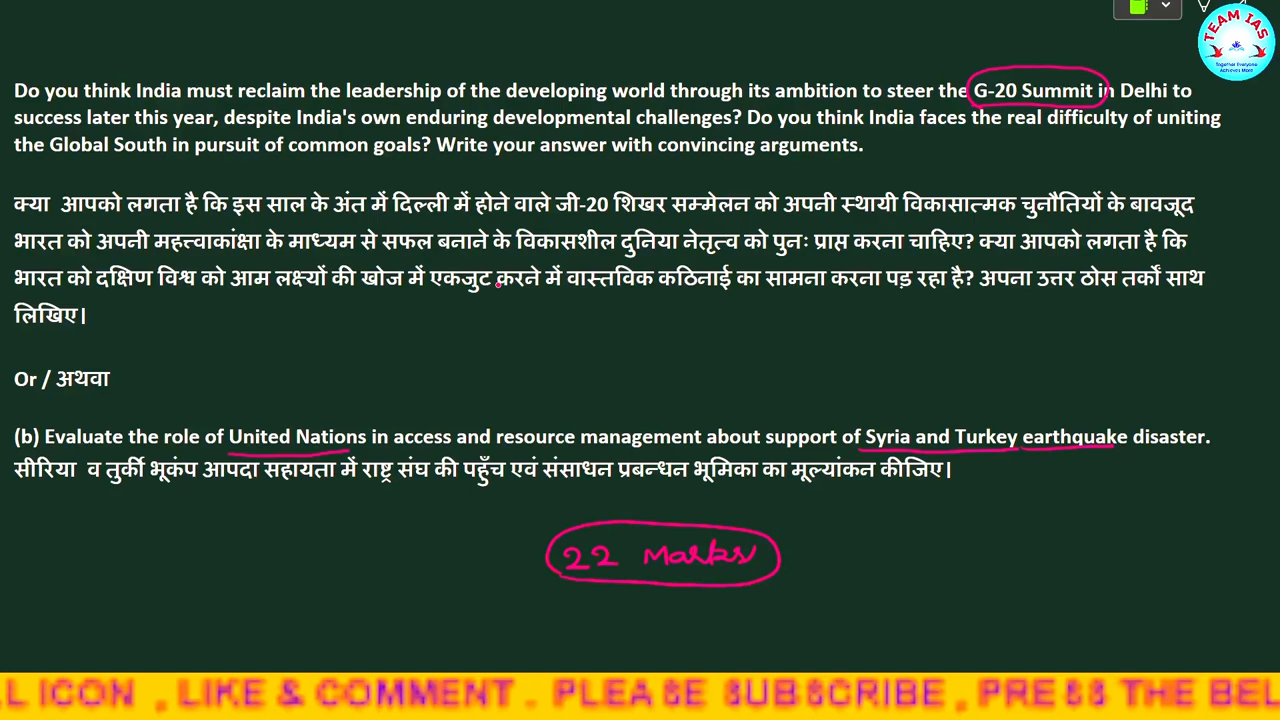 TEAM IAS
Together Everyone
Achieves More
Do you think India must reclaim the leadership of the developing world through its ambition to steer the G-20 Summit in Delhi to
success later this year, despite India's own enduring developmental challenges? Do you think India faces the real difficulty of uniting
the Global South in pursuit of common goals? Write your answer with convincing arguments.
क्या आपको लगता है कि इस साल के अंत में दिल्ली में होने वाले जी-20 शिखर सम्मेलन को अपनी स्थायी विकासात्मक चुनौतियों के बावजूद
भारत को अपनी महत्त्वाकांक्षा के माध्यम से सफल बनाने के विकासशील दुनिया नेतृत्व को पुनः प्राप्त करना चाहिए? क्या आपको लगता है कि
भारत को दक्षिण विश्व को आम लक्ष्यों की खोज में एकजुट करने में वास्तविक कठिनाई का सामना करना पड़ रहा है? अपना उत्तर ठोस तर्कों साथ
लिखिए।
Or / अथवा
(b) Evaluate the role of United Nations in access and resource management about support of Syria and Turkey earthquake disaster.
सीरिया व तुर्की भूकंप आपदा सहायता में राष्ट्र संघ की पहुँच एवं संसाधन प्रबन्धन भूमिका का मूल्यांकन कीजिए।
22 Marks
L ICON , LIKE & COMMENT . PLEASE SUBSCRIBE , PRESS THE BEL